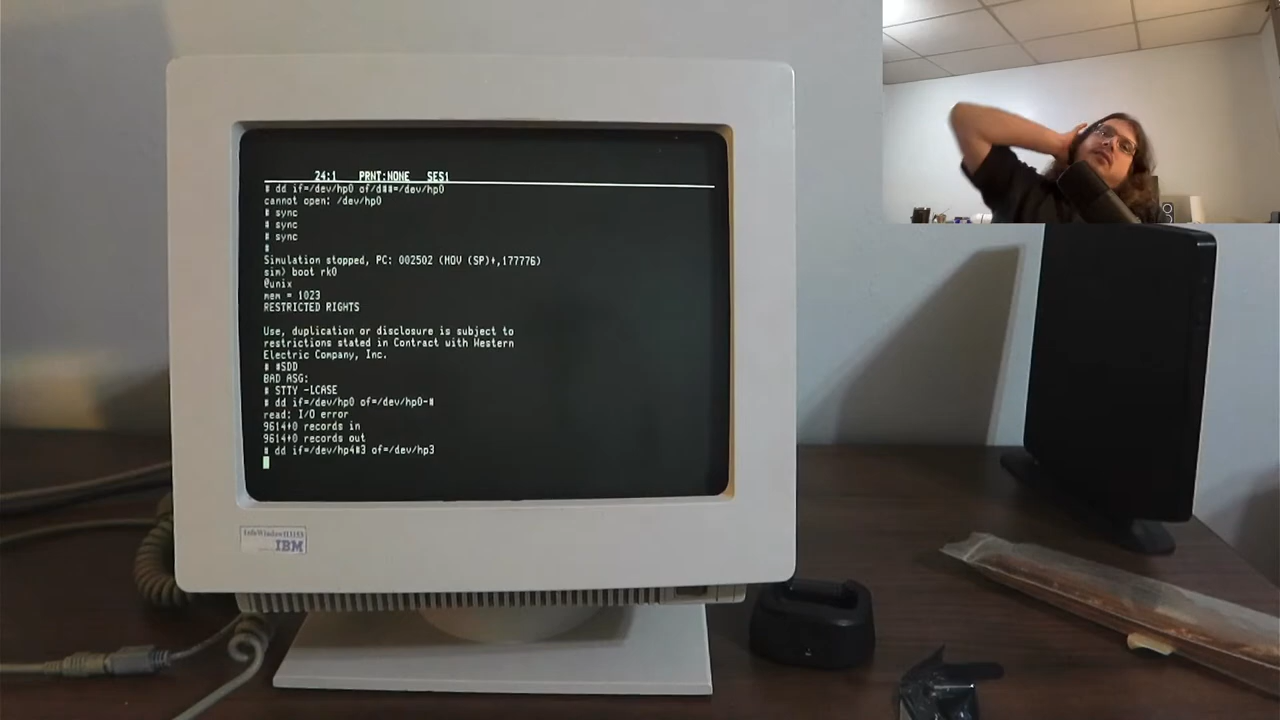 24:1 PRNT:NONE SES1
# dd if=/dev/hp0 of/d##=/dev/hp0
cannot open: /dev/hp0
# sync
# sync
# sync
#
Simulation stopped, PC: 002502 (MOV (SP)+,177776)
sim> boot rk0
@unix
mem = 1023
RESTRICTED RIGHTS
Use, duplication or disclosure is subject to
restrictions stated in Contract with Western
Electric Company, Inc.
# #SDD
BAD ASG:
# STTY -LCASE
# dd if=/dev/hp0 of=/dev/hp0-#
read: I/O error
9614+0 records in
9614+0 records out
# dd if=/dev/hp4#3 of=/dev/hp3
IBM